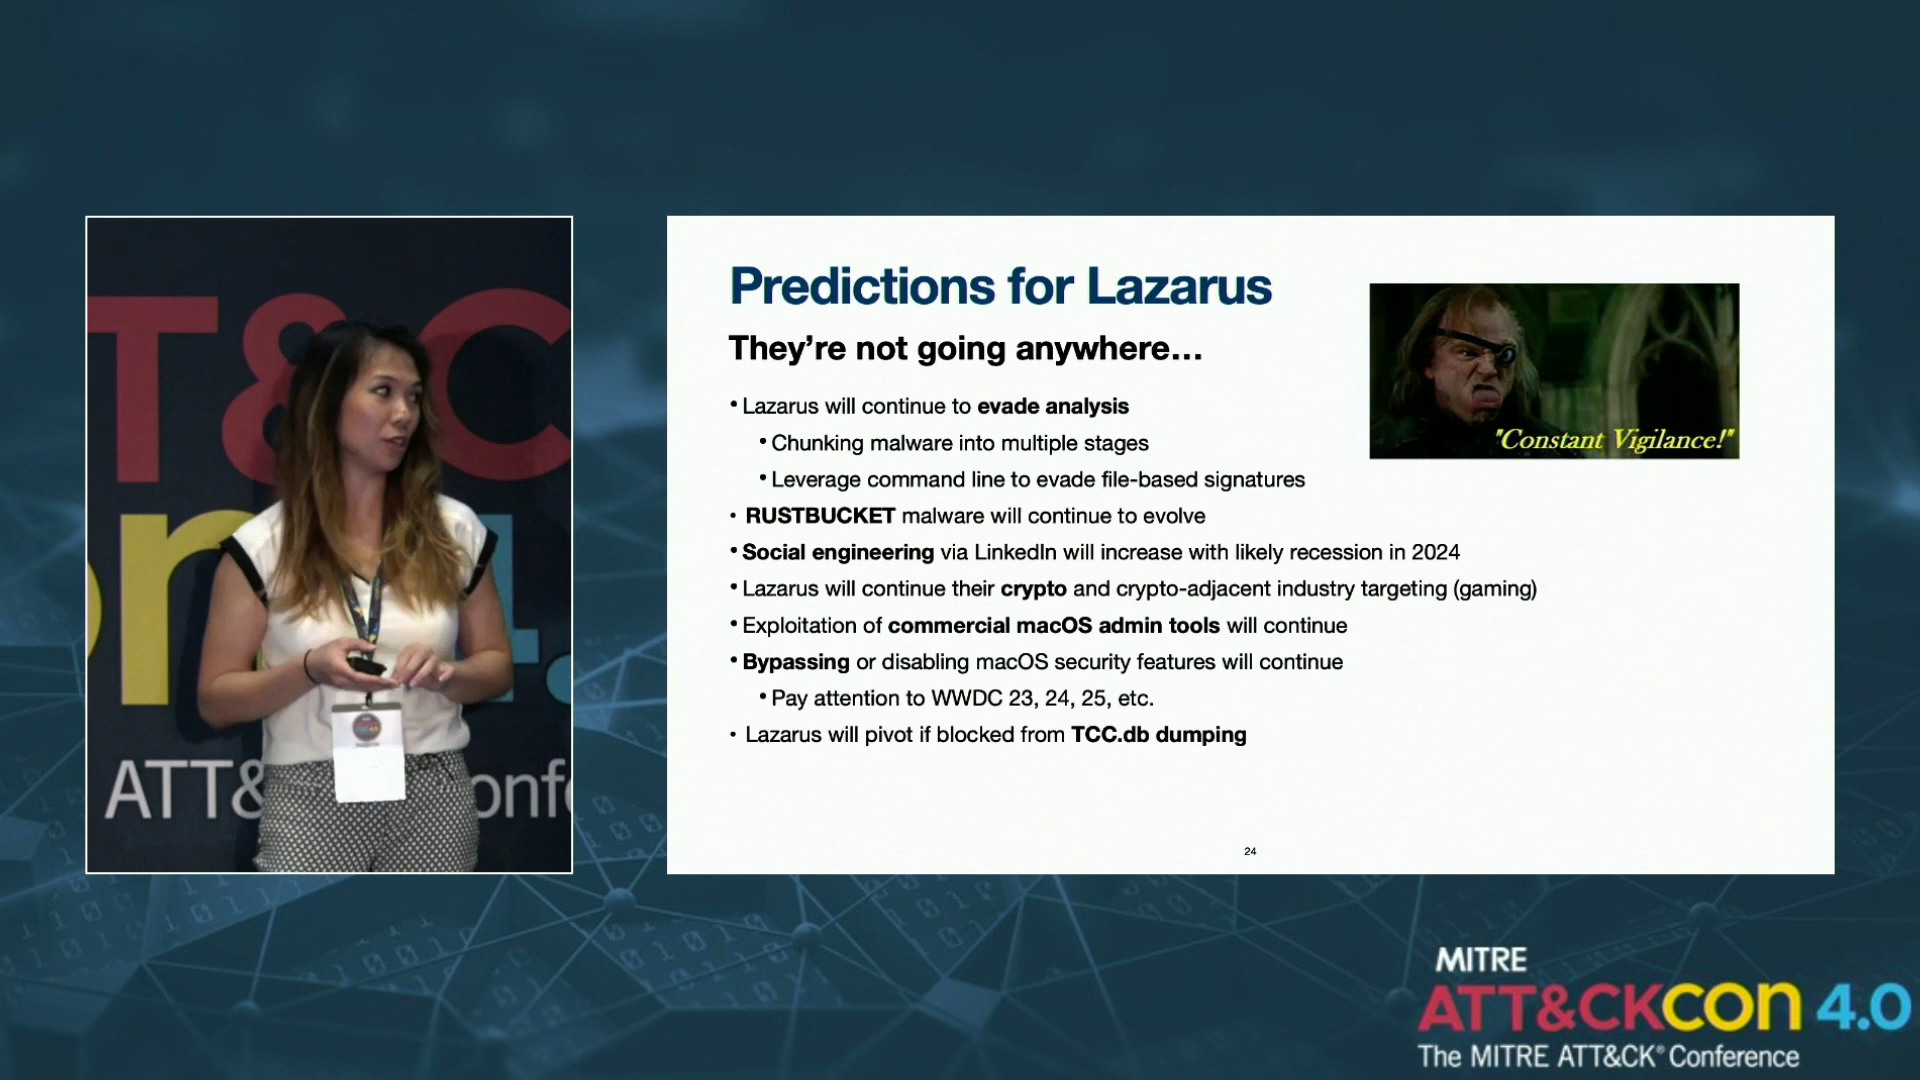 T&C
on 4.
ATT& Conf
Predictions for Lazarus
They're not going anywhere...
"Constant Vigilance!"
• Lazarus will continue to evade analysis
• Chunking malware into multiple stages
• Leverage command line to evade file-based signatures
• RUSTBUCKET malware will continue to evolve
• Social engineering via LinkedIn will increase with likely recession in 2024
• Lazarus will continue their crypto and crypto-adjacent industry targeting (gaming)
• Exploitation of commercial macOS admin tools will continue
• Bypassing or disabling macOS security features will continue
• Pay attention to WWDC 23, 24, 25, etc.
• Lazarus will pivot if blocked from TCC.db dumping
24
MITRE
ATT&CKCON 4.0
The MITRE ATT&CK® Conference